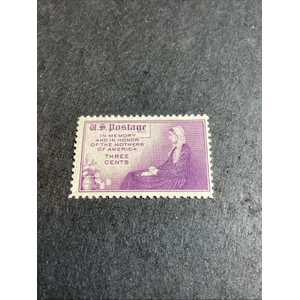 U.S. Postage
IN MEMORY
AND IN HONOR
OF THE MOTHERS
OF AMERICA
THREE
CENTS